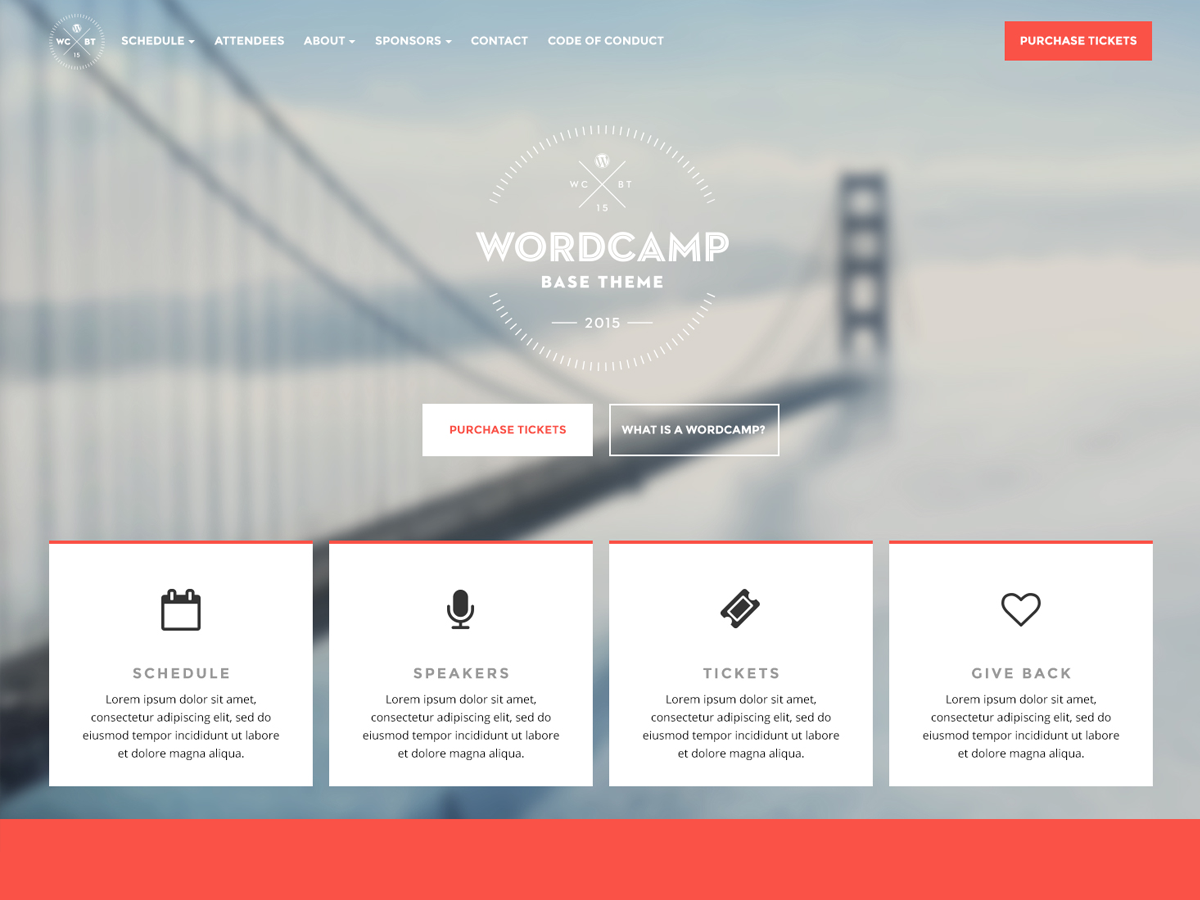 WC BT
15
SCHEDULE
ATTENDEES
ABOUT
SPONSORS
CONTACT
CODE OF CONDUCT
PURCHASE TICKETS
W
WC BT
15
WORDCAMP
BASE THEME
2015
PURCHASE TICKETS
WHAT IS A WORDCAMP?
SCHEDULE
Lorem ipsum dolor sit amet,
consectetur adipiscing elit, sed do
eiusmod tempor incididunt ut labore
et dolore magna aliqua.
SPEAKERS
Lorem ipsum dolor sit amet,
consectetur adipiscing elit, sed do
eiusmod tempor incididunt ut labore
et dolore magna aliqua.
TICKETS
Lorem ipsum dolor sit amet,
consectetur adipiscing elit, sed do
eiusmod tempor incididunt ut labore
et dolore magna aliqua.
GIVE BACK
Lorem ipsum dolor sit amet,
consectetur adipiscing elit, sed do
eiusmod tempor incididunt ut labore
et dolore magna aliqua.